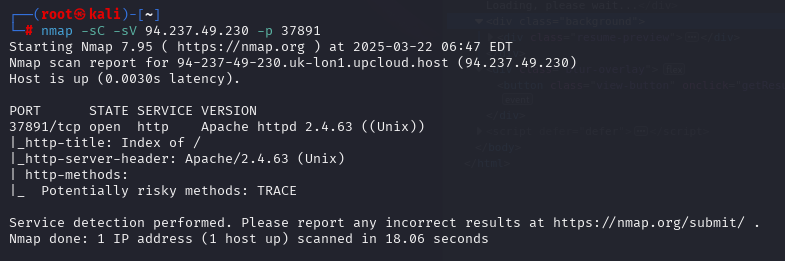 ┌──(root㉿kali)-[~]
└─# nmap -sC -sV 94.237.49.230 -p 37891
Starting Nmap 7.95 ( https://nmap.org ) at 2025-03-22 06:47 EDT
Nmap scan report for 94-237-49-230.uk-lon1.upcloud.host (94.237.49.230)
Host is up (0.0030s latency).

PORT      STATE SERVICE VERSION
37891/tcp open  http    Apache httpd 2.4.63 ((Unix))
|_http-title: Index of /
|_http-server-header: Apache/2.4.63 (Unix)
| http-methods:
|_  Potentially risky methods: TRACE

Service detection performed. Please report any incorrect results at https://nmap.org/submit/ .
Nmap done: 1 IP address (1 host up) scanned in 18.06 seconds